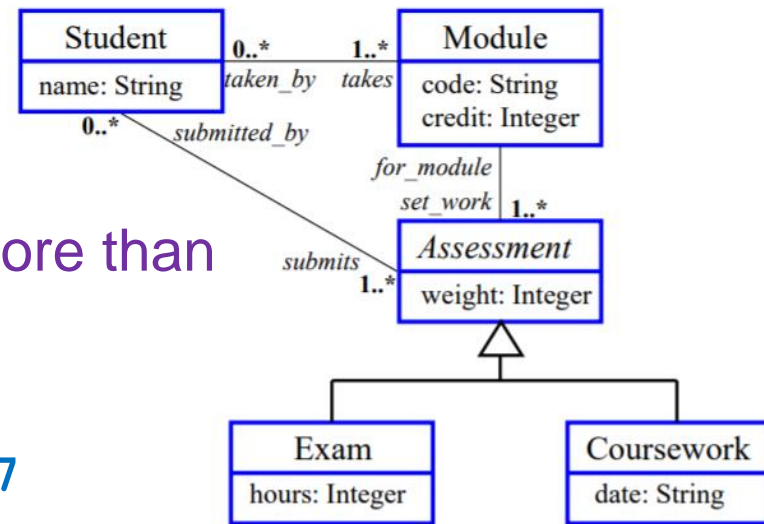 Student
Module
name: String
0..*
1..*
taken_by
takes
code: String
credit: Integer
0..*
submitted_by
for_module
set_work
1..*
ore than
submits
1..*
Assessment
weight: Integer
Exam
Coursework
7
hours: Integer
date: String